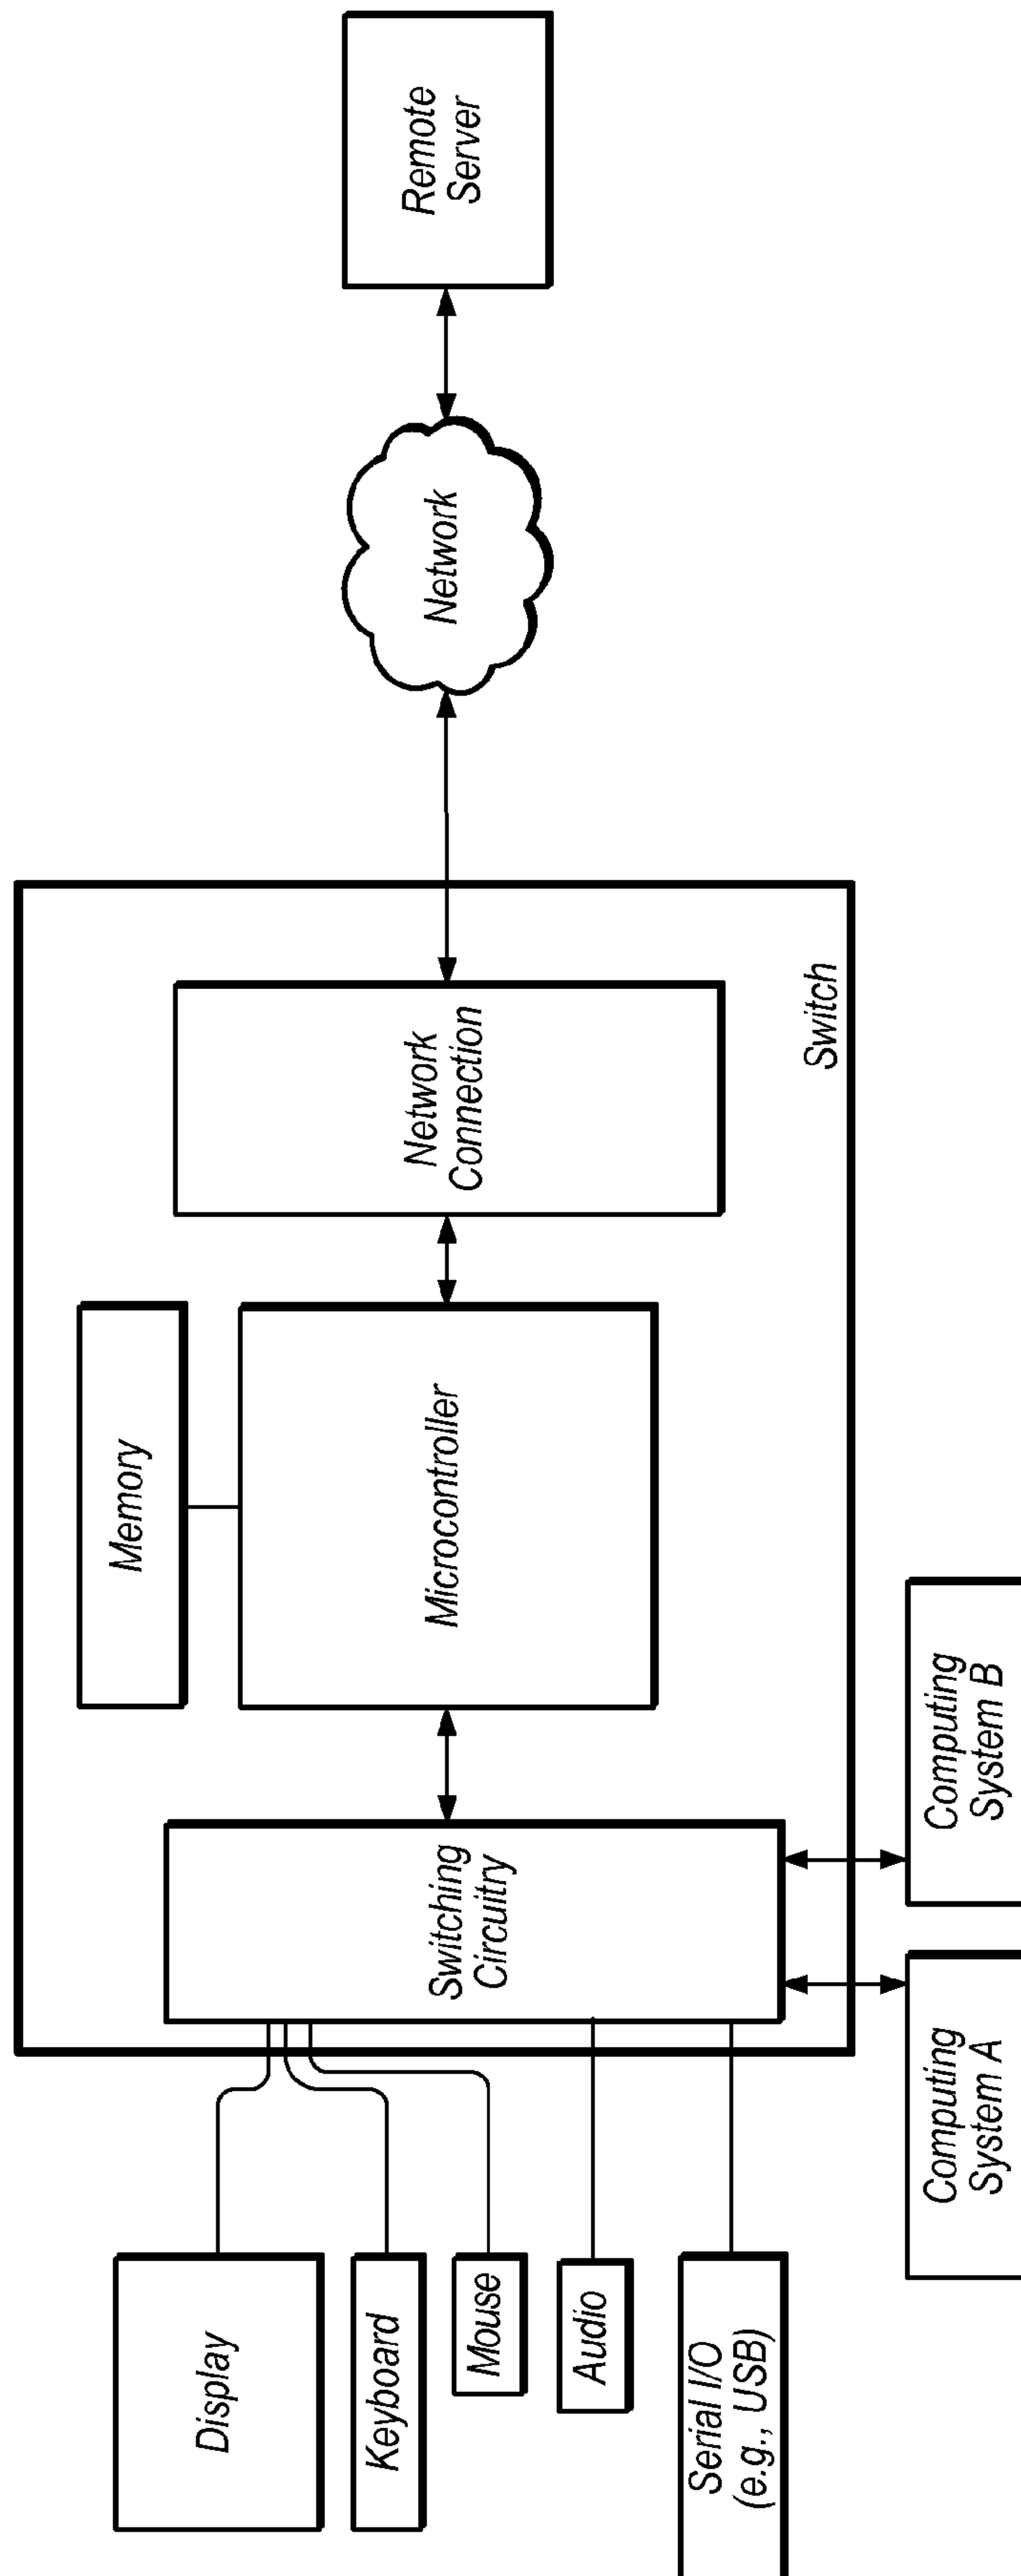 Display
Keyboard
Mouse
Audio
Serial I/O
(e.g., USB)
Switching
Circuitry
Memory
Microcontroller
Network
Connection
Switch
Network
Remote
Server
Computing
System A
Computing
System B